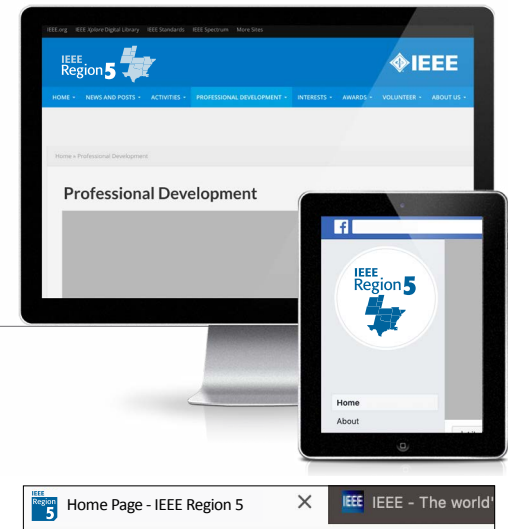 IEEE.org IEEE Xplore Digital Library IEEE Standards IEEE Spectrum More Sites
IEEE
Region 5
IEEE
HOME NEWS AND POSTS ACTIVITIES PROFESSIONAL DEVELOPMENT INTERESTS AWARDS VOLUNTEER ABOUT US
Home » Professional Development
Professional Development
f
IEEE
Region 5
Home
About
IEEE
Region
5
Home Page - IEEE Region 5
IEEE
IEEE - The world'